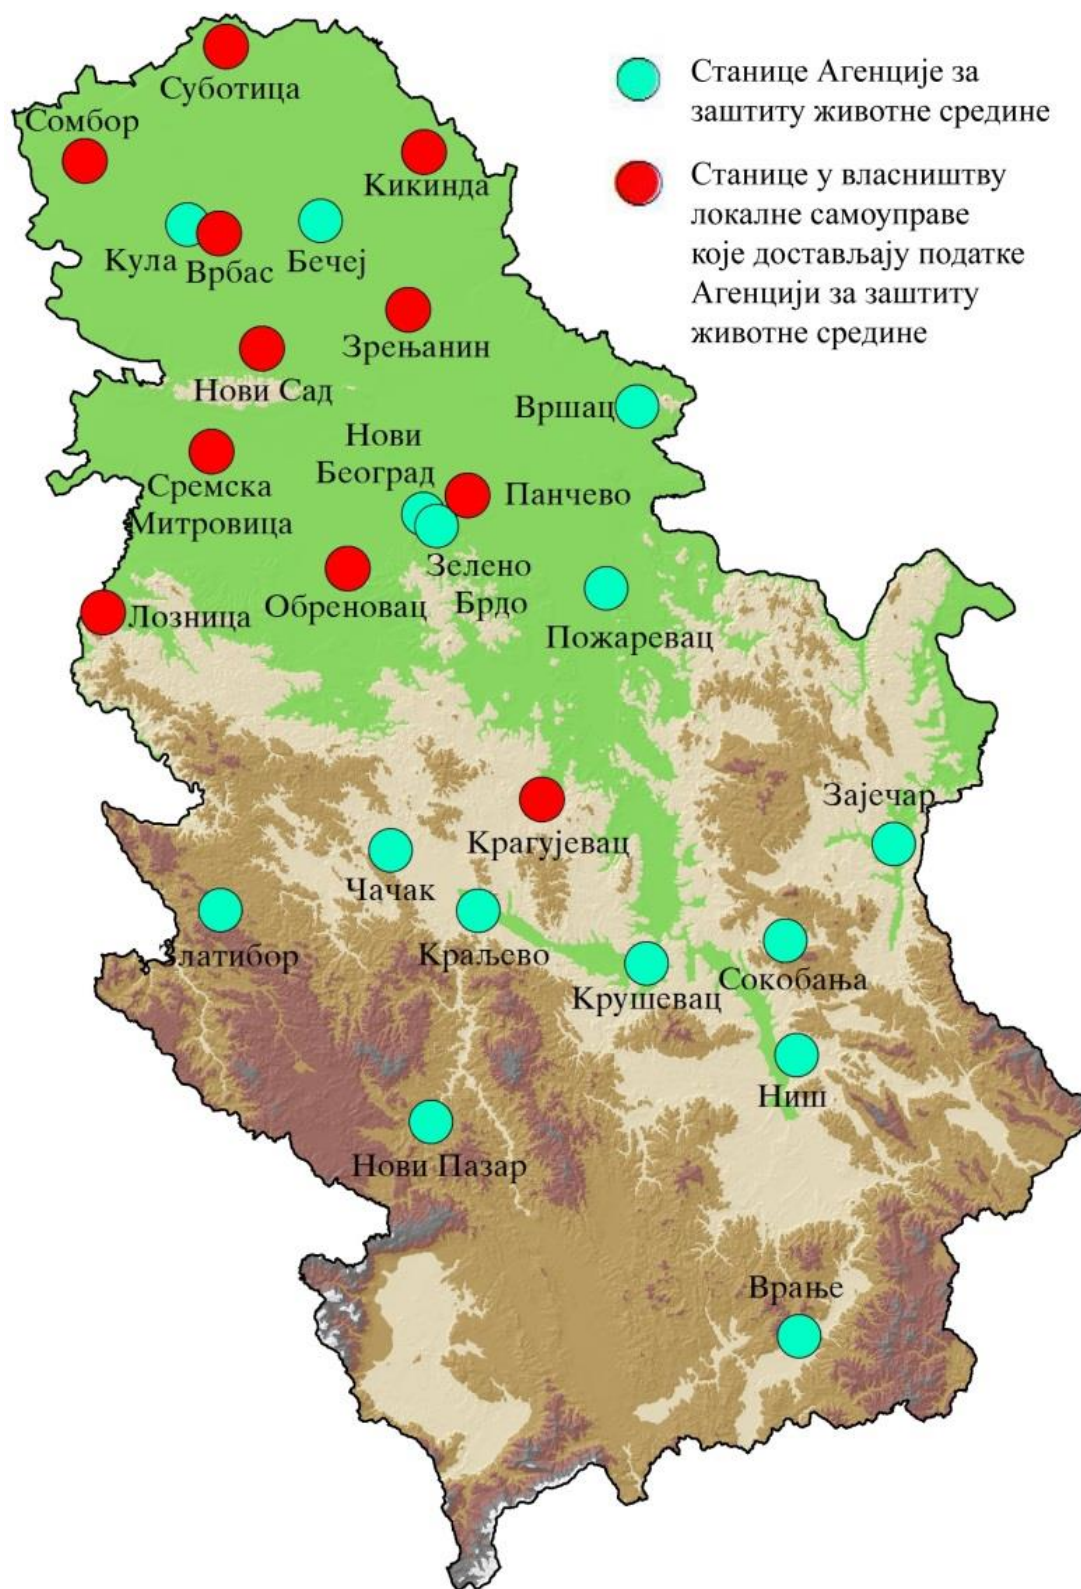 Станице Агенције за
заштиту животне средине
Станице у власништву
локалне самоуправе
које достављају податке
Агенцији за заштиту
животне средине
Суботица
Сомбор
Кикинда
Кула
Врбас
Бечеј
Зрењанин
Нови Сад
Вршац
Нови
Београд
Сремска
Митровица
Панчево
Зелено
Брдо
Обреновац
Лозница
Пожаревац
Зајечар
Крагујевац
Чачак
Златибор
Краљево
Сокобања
Крушевац
Ниш
Нови Пазар
Врање